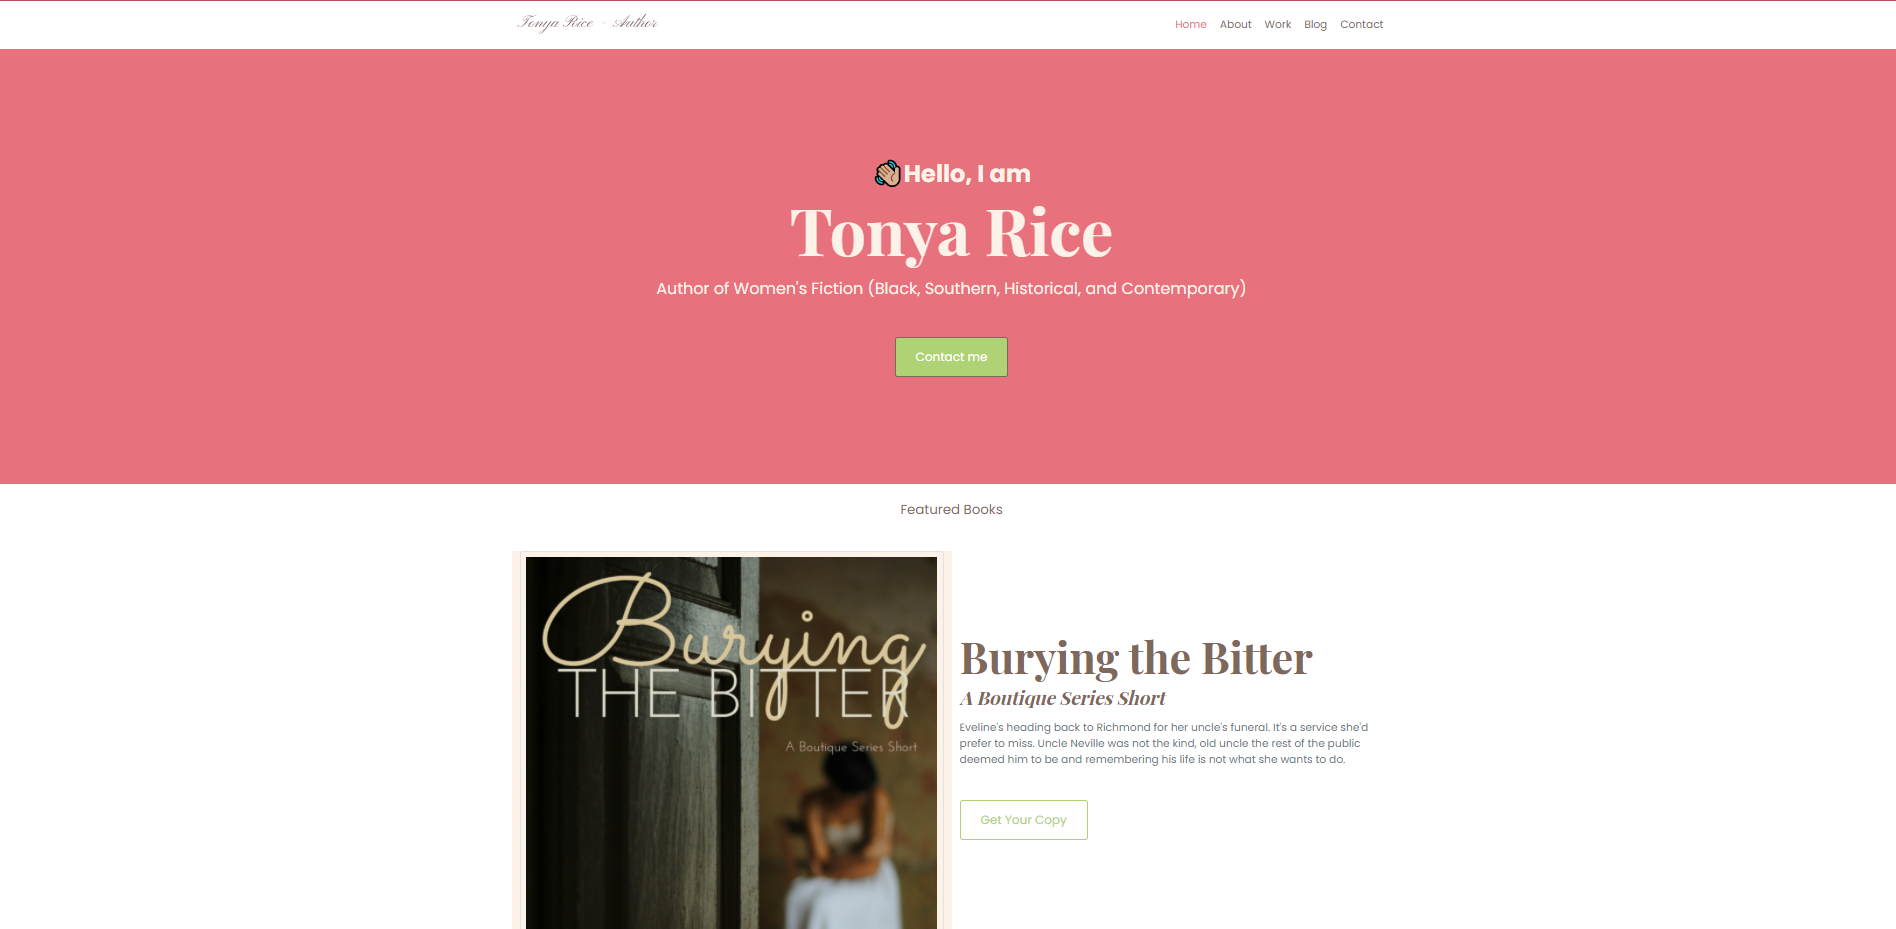 Tonya Rice - Author
Home About Work Blog Contact
Hello, I am
Tonya Rice
Author of Women's Fiction (Black, Southern, Historical, and Contemporary)
Contact me
Featured Books
Burying
THE BITTER
A Boutique Series Short
Burying the Bitter
A Boutique Series Short
Eveline's heading back to Richmond for her uncle's funeral. It's a service she'd
prefer to miss. Uncle Neville was not the kind, old uncle the rest of the public
deemed him to be and remembering his life is not what she wants to do.
Get Your Copy